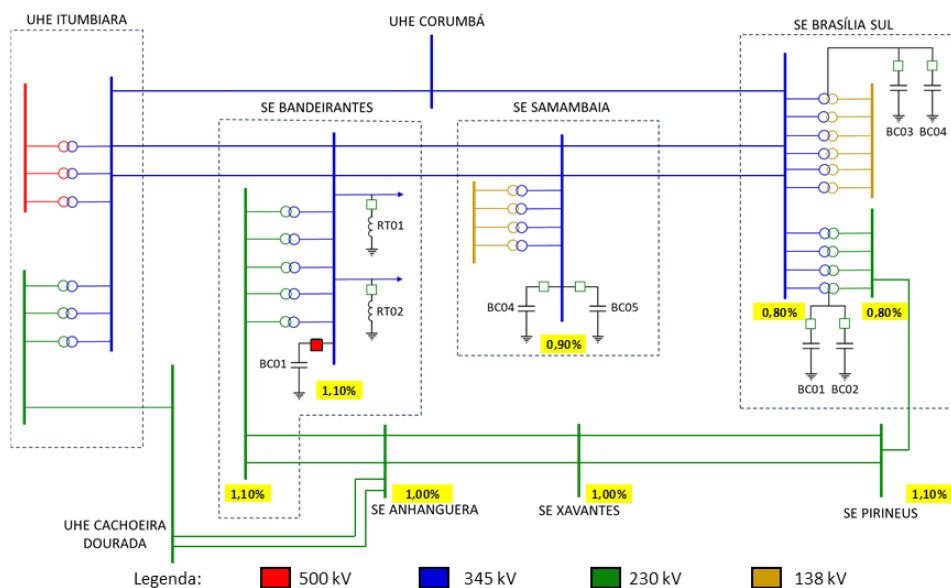 UHE ITUMBIARA
UHE CORUMBÁ
SE BRASÍLIA SUL
SE BANDEIRANTES
SE SAMAMBAIA
BC03
BC04
RT01
RT02
BC04
BC05
BC01
0,80%
0,80%
0,90%
BC01
BC02
1,10%
1,10%
1,00%
1,00%
1,10%
SE ANHANGUERA
SE XAVANTES
SE PIRINEUS
UHE CACHOEIRA
DOURADA
Legenda:
500 kV
345 kV
230 kV
138 kV